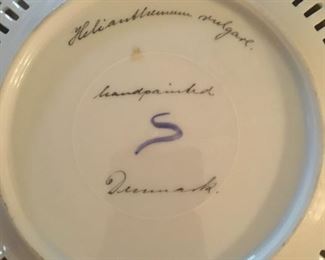 Helianthemum vulgare.
handpainted
S
Denmark.